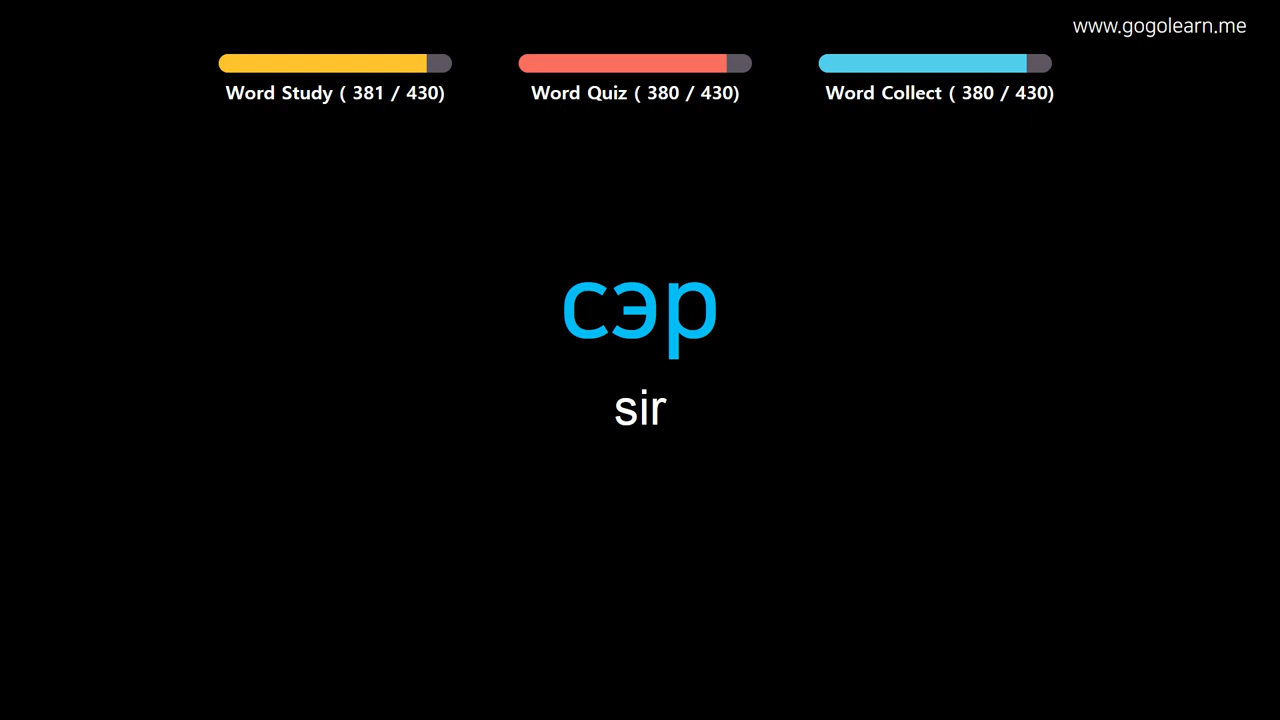 www.gogolearn.me
Word Study ( 381 / 430)
Word Quiz ( 380 / 430)
Word Collect ( 380 / 430)
сэр
sir